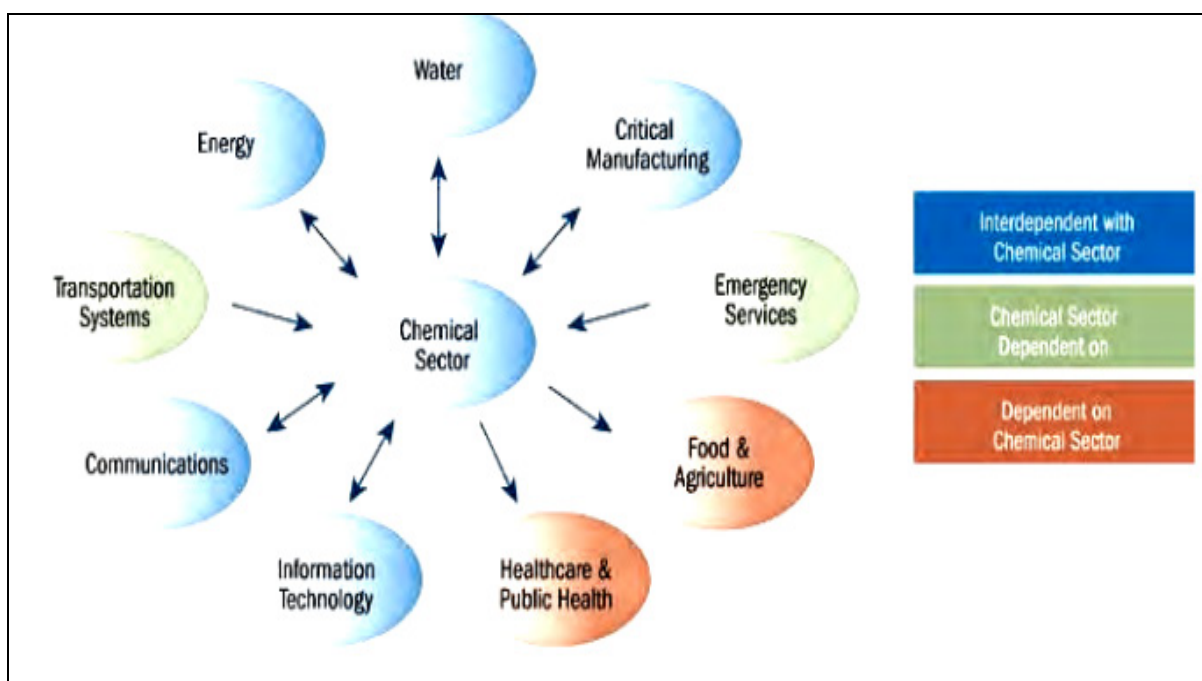 Water
Energy
Critical
Manufacturing
Transportation
Systems
Chemical
Sector
Emergency
Services
Communications
Food &
Agriculture
Information
Technology
Healthcare &
Public Health
Interdependent with
Chemical Sector
Chemical Sector
Dependent on
Dependent on
Chemical Sector